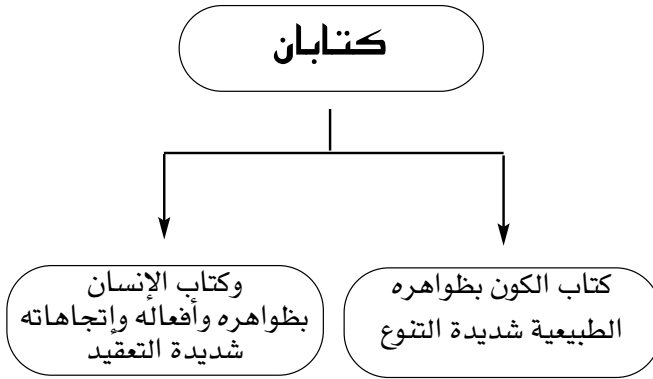 كتابان
كتاب الكون بظواهره
الطبيعية شديدة التنوع
وكتاب الإنسان
بظواهره وأفعاله وإتجاهاته
شديدة التعقيد